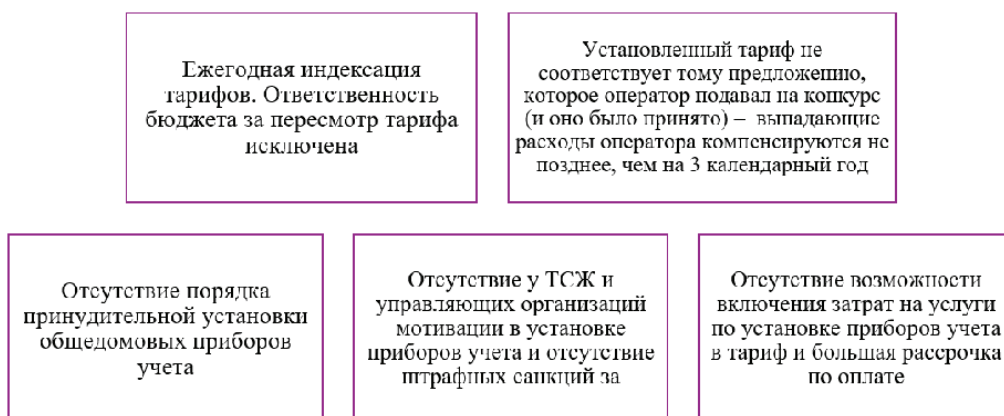 Ежегодная индексация
тарифов. Ответственность
бюджета за пересмотр тарифа
исключена
Установленный тариф не
соответствует тому предложению,
которое оператор подавал на конкурс
(и оно было принято) – выпадающие
расходы оператора компенсируются не
позднее, чем на 3 календарный год
Отсутствие порядка
принудительной установки
общедомовых приборов
учета
Отсутствие у ТСЖ и
управляющих организаций
мотивации в установке
приборов учета и отсутствие
штрафных санкций за
Отсутствие возможности
включения затрат на услуги
по установке приборов учета
в тариф и большая рассрочка
по оплате